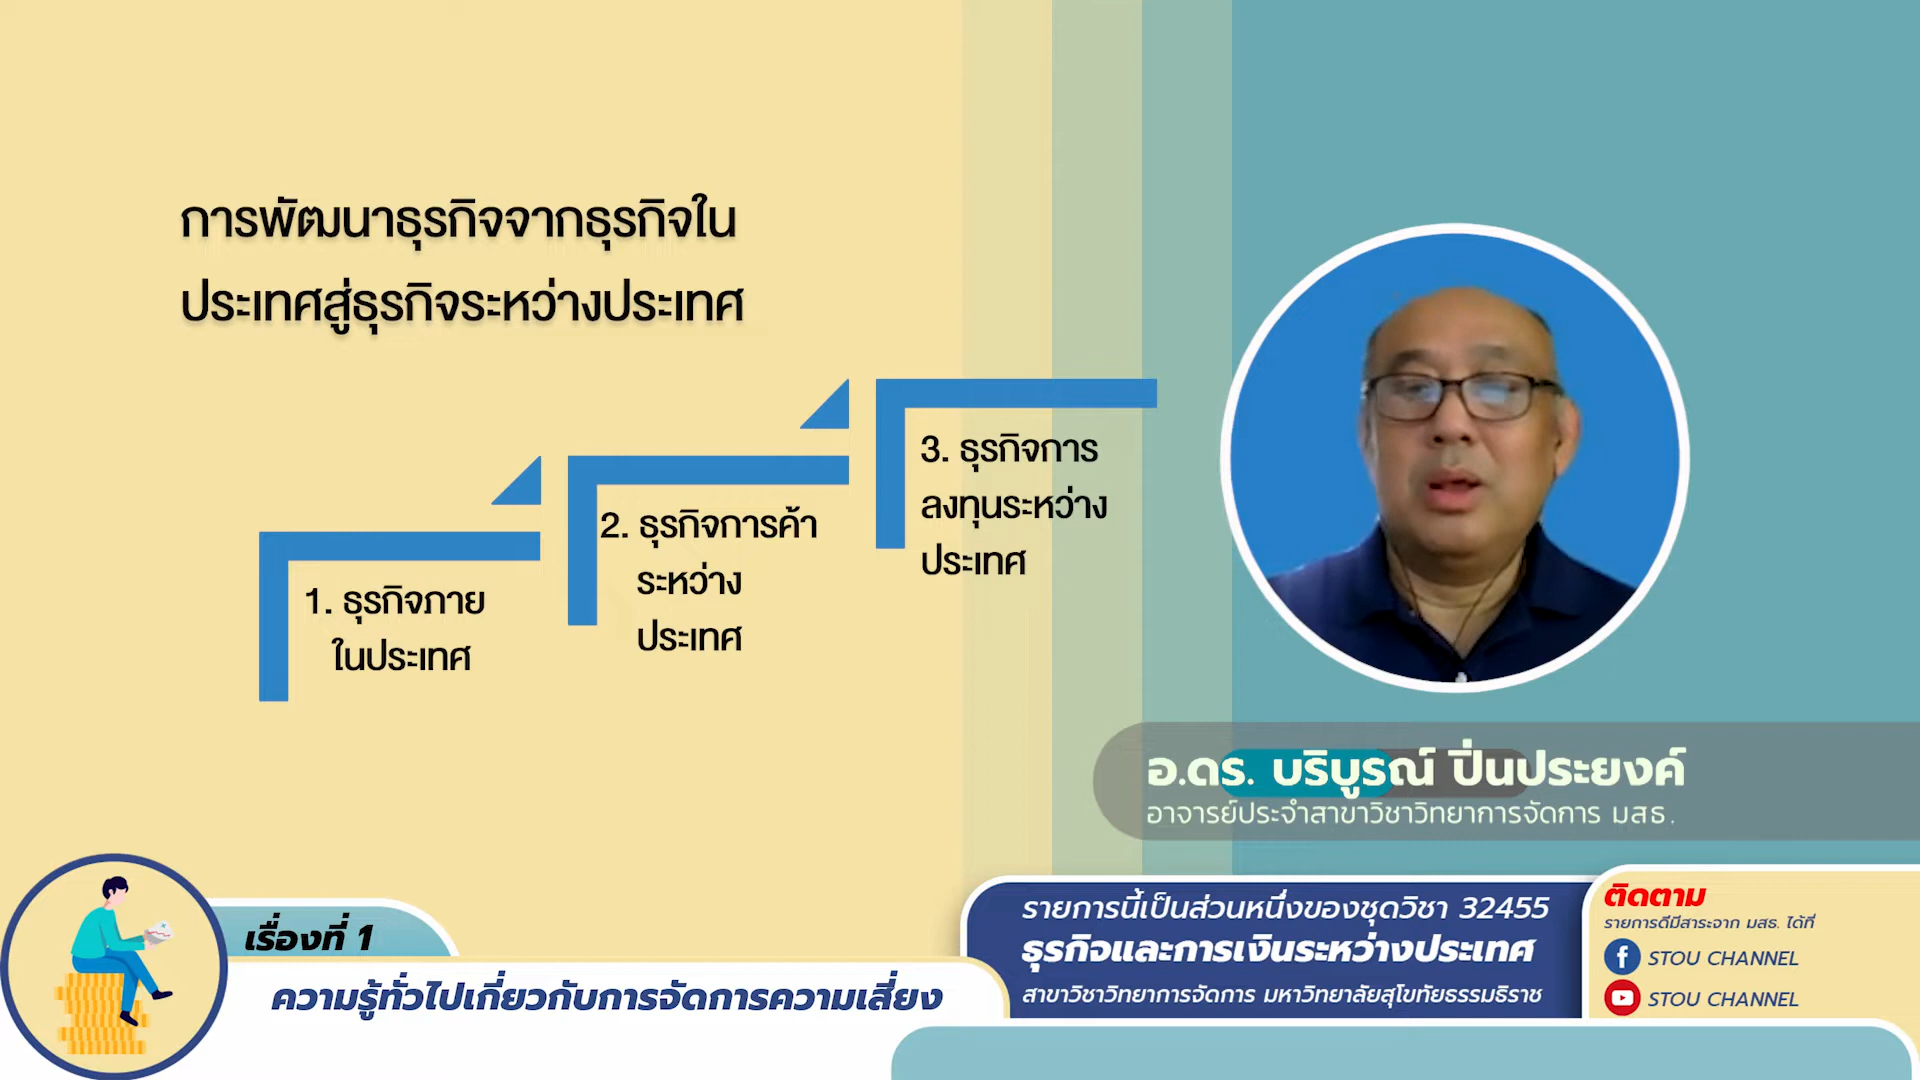 การพัฒนาธุรกิจจากธุรกิจใน
ประเทศสู่ธุรกิจระหว่างประเทศ
1. ธุรกิจภาย
ในประเทศ
2. ธุรกิจการค้า
ระหว่าง
ประเทศ
3. ธุรกิจการ
ลงทุนระหว่าง
ประเทศ
อ.ดร. บริบูรณ์ ปิ่นประยงค์
อาจารย์ประจำสาขาวิชาวิทยาการจัดการ มสธ.
เรื่องที่ 1
ความรู้ทั่วไปเกี่ยวกับการจัดการความเสี่ยง
รายการนี้เป็นส่วนหนึ่งของชุดวิชา 32455
ธุรกิจและการเงินระหว่างประเทศ
สาขาวิชาวิทยาการจัดการ มหาวิทยาลัยสุโขทัยธรรมธิราช
ติดตาม
รายการดีมีสาระจาก มสธ. ได้ที่
STOU CHANNEL
STOU CHANNEL